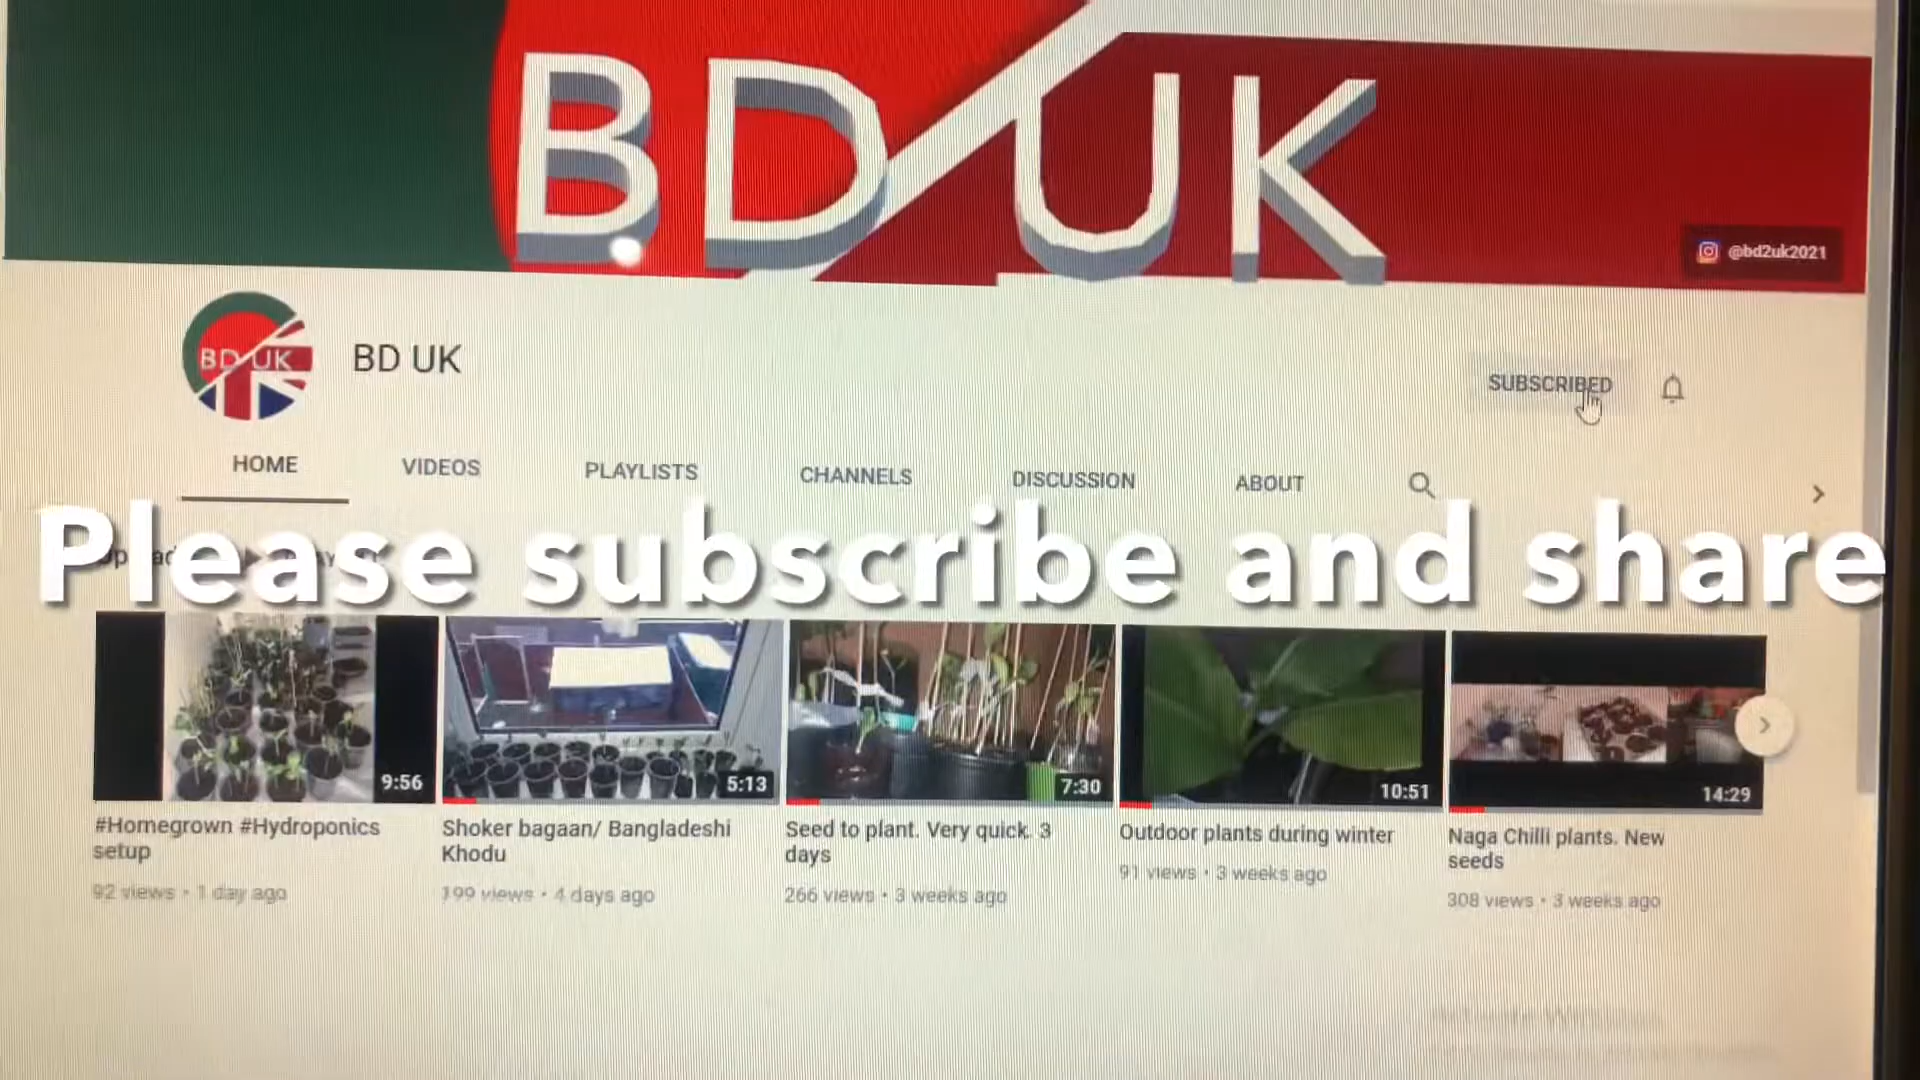 BD UK
@bd2uk2021
BD UK
BD UK
SUBSCRIBED
HOME VIDEOS PLAYLISTS CHANNELS DISCUSSION ABOUT
Please subscribe and share
9:56
5:13
7:30
10:51
14:29
#Homegrown #Hydroponics
setup
92 views • 1 day ago
Shoker bagaan/ Bangladeshi
Khodu
199 views • 4 days ago
Seed to plant. Very quick. 3
days
266 views • 3 weeks ago
Outdoor plants during winter
91 views • 3 weeks ago
Naga Chilli plants. New
seeds
308 views • 3 weeks ago